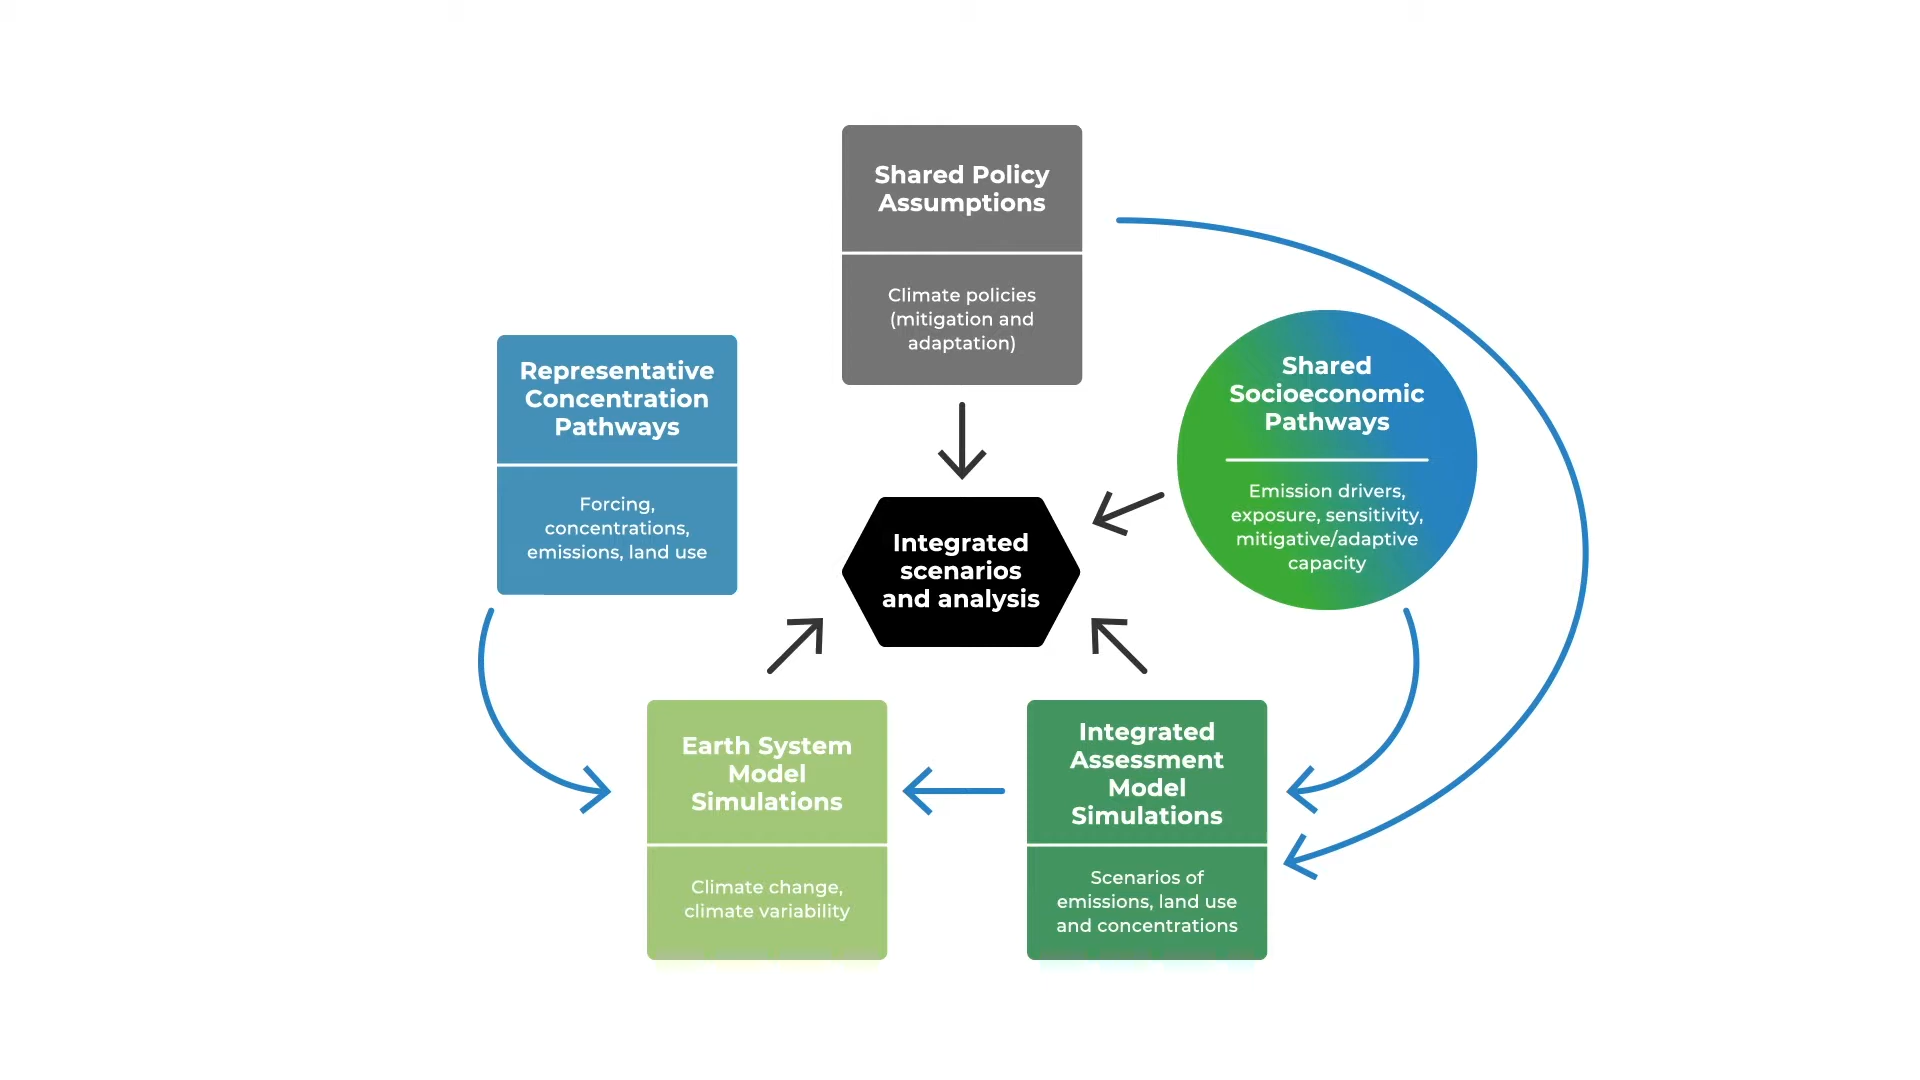 Shared Policy
Assumptions
Climate policies
(mitigation and
adaptation)
Representative
Concentration
Pathways
Forcing,
concentrations,
emissions, land use
Shared
Socioeconomic
Pathways
Emission drivers,
exposure, sensitivity,
mitigative/adaptive
capacity
Integrated
scenarios
and analysis
Earth System
Model
Simulations
Climate change,
climate variability
Integrated
Assessment
Model
Simulations
Scenarios of
emissions, land use
and concentrations